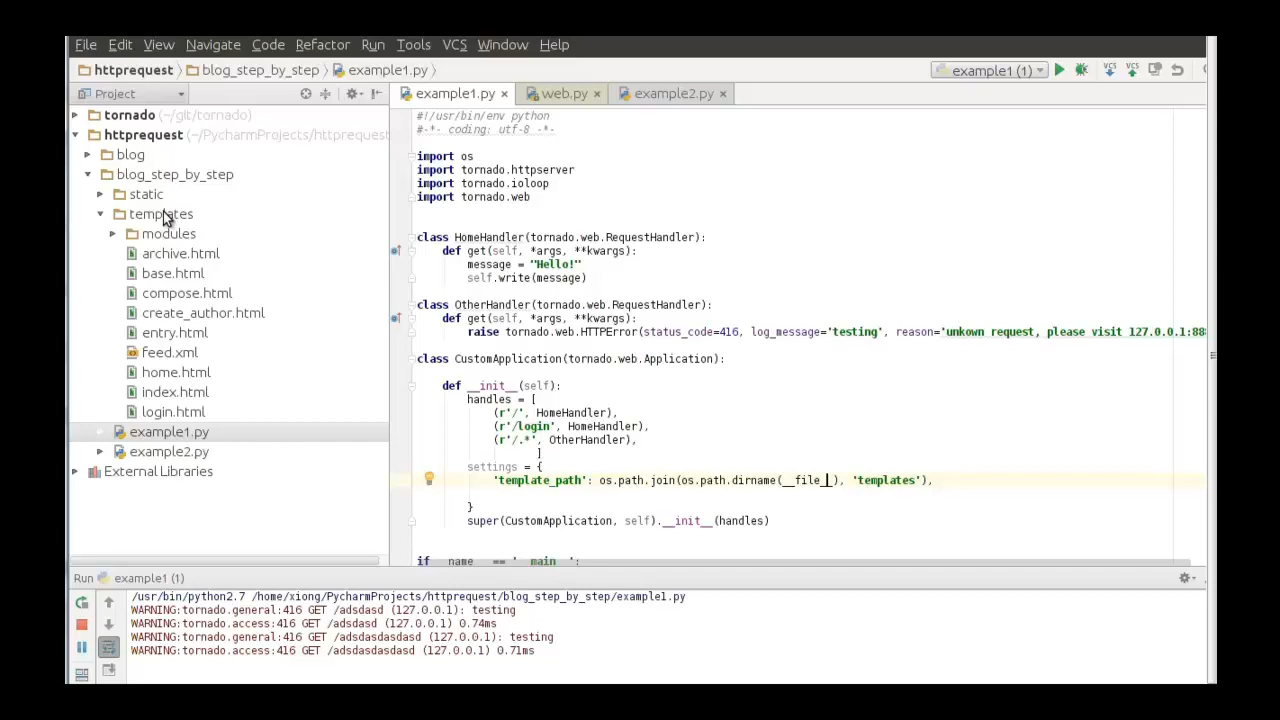 File Edit View Navigate Code Refactor Run Tools VCS Window Help
httprequest blog_step_by_step example1.py example1 (1)
Project
example1.py web.py example2.py
tornado (~/git/tornado)
httprequest (~/PycharmProjects/httprequest
blog
blog_step_by_step
static
templates
modules
archive.html
base.html
compose.html
create_author.html
entry.html
feed.xml
home.html
index.html
login.html
example1.py
example2.py
External Libraries
#!/usr/bin/env python
#-*- coding: utf-8 -*-
import os
import tornado.httpserver
import tornado.ioloop
import tornado.web
class HomeHandler(tornado.web.RequestHandler):
def get(self, *args, **kwargs):
message = "Hello!"
self.write(message)
class OtherHandler(tornado.web.RequestHandler):
def get(self, *args, **kwargs):
raise tornado.web.HTTPError(status_code=416, log_message='testing', reason='unkown request, please visit 127.0.0.1:888
class CustomApplication(tornado.web.Application):
def __init__(self):
handles = [
(r'/', HomeHandler),
(r'/login', HomeHandler),
(r'/.*', OtherHandler),
]
settings = {
'template_path': os.path.join(os.path.dirname(__file__), 'templates'),
}
super(CustomApplication, self).__init__(handles)
if __name__ == '__main__':
Run example1 (1)
/usr/bin/python2.7 /home/xiong/PycharmProjects/httprequest/blog_step_by_step/example1.py
WARNING:tornado.general:416 GET /adsdasd (127.0.0.1): testing
WARNING:tornado.access:416 GET /adsdasd (127.0.0.1) 0.74ms
WARNING:tornado.general:416 GET /adsdasdasdasd (127.0.0.1): testing
WARNING:tornado.access:416 GET /adsdasdasdasd (127.0.0.1) 0.71ms